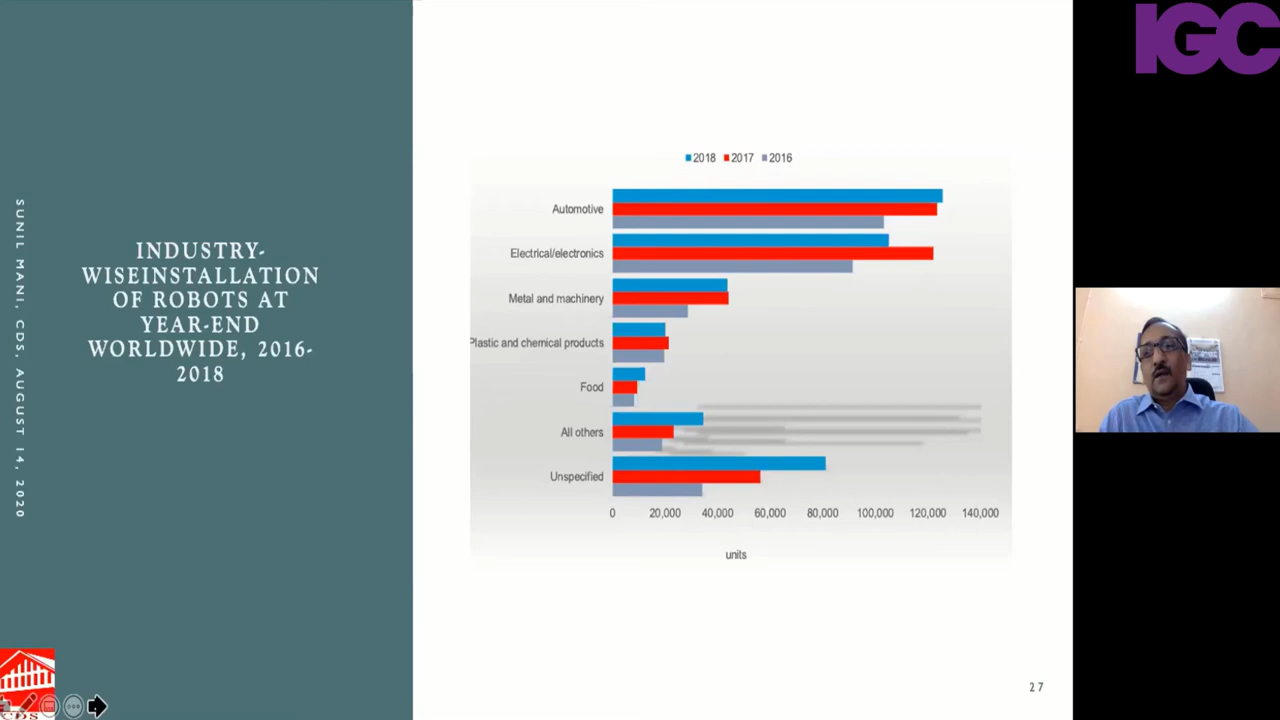 IGC
SUNIL MANI, CDS, AUGUST 14, 2020
INDUSTRY-
WISEINSTALLATION
OF ROBOTS AT
YEAR-END
WORLDWIDE, 2016-
2018
2018 2017 2016
Automotive
Electrical/electronics
Metal and machinery
Plastic and chemical products
Food
All others
Unspecified
0 20,000 40,000 60,000 80,000 100,000 120,000 140,000
units
27
CDS